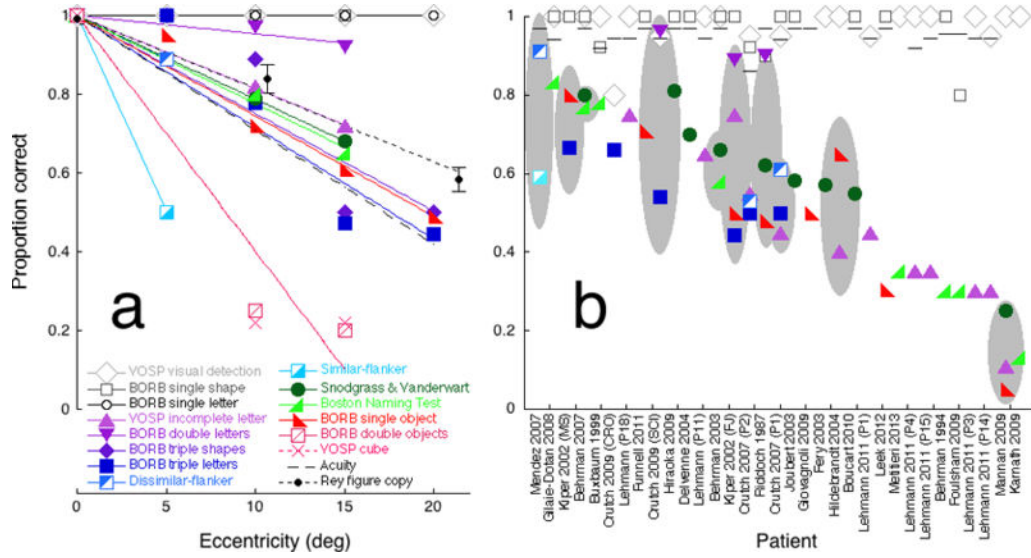 Proportion correct
1
0.8
0.6
0.4
0.2
0
a
VOSP visual detection
BORB single shape
BORB single letter
VOSP incomplete letter
BORB double letters
BORB triple shapes
BORB triple letters
Dissimilar-flanker
Similar-flanker
Snodgrass & Vanderwart
Boston Naming Test
BORB single object
BORB double objects
VOSP cube
Acuity
Rey figure copy
0 5 10 15 20
Eccentricity (deg)
1
0.8
0.6
0.4
0.2
0
b
Mendez 2007
Gilaie-Dotan 2008
Kiper 2002 (MS)
Behrman 2007
Buxbaum 1999
Crutch 2009 (CRO)
Lehmann (P18)
Funnell 2011
Crutch 2009 (SCI)
Hiraoka 2009
Delvenne 2004
Lehmann (P11)
Behrman 2003
Kiper 2002 (FJ)
Crutch 2007 (P2)
Riddoch 1987
Crutch 2007 (P1)
Joubert 2003
Giovagnoli 2009
Fery 2003
Hildebrandt 2004
Boucart 2010
Lehmann 2011 (P1)
Leek 2012
Metitieri 2013
Lehmann 2011 (P4)
Lehmann 2011 (P15)
Behrman 1994
Foulsham 2009
Lehmann 2011 (P3)
Lehmann 2011 (P14)
Mannan 2009
Karnath 2009
Patient